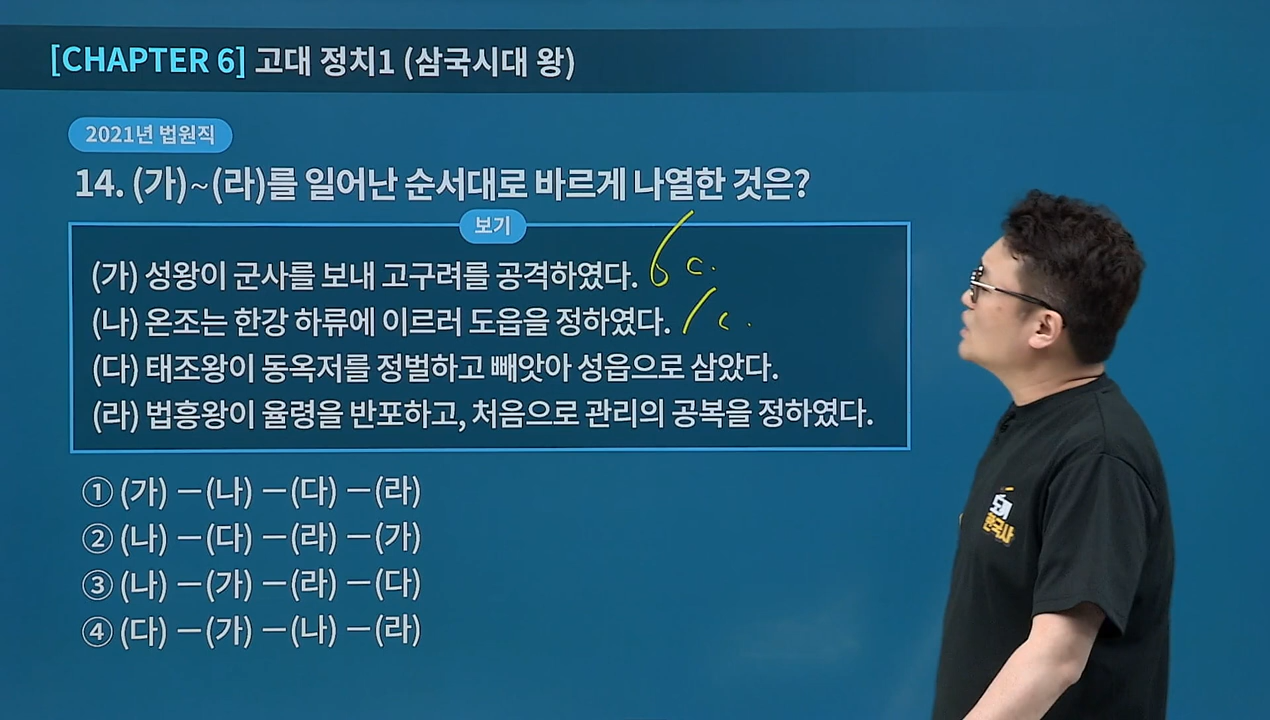 [CHAPTER 6] 고대 정치1 (삼국시대 왕)
2021년 법원직
14. (가)~(라)를 일어난 순서대로 바르게 나열한 것은?
보기
(가) 성왕이 군사를 보내 고구려를 공격하였다. 6 c.
(나) 온조는 한강 하류에 이르러 도읍을 정하였다. 1 c.
(다) 태조왕이 동옥저를 정벌하고 빼앗아 성읍으로 삼았다.
(라) 법흥왕이 율령을 반포하고, 처음으로 관리의 공복을 정하였다.
① (가) －(나) －(다) －(라)
② (나) －(다) －(라) －(가)
③ (나) －(가) －(라) －(다)
④ (다) －(가) －(나) －(라)
한국사